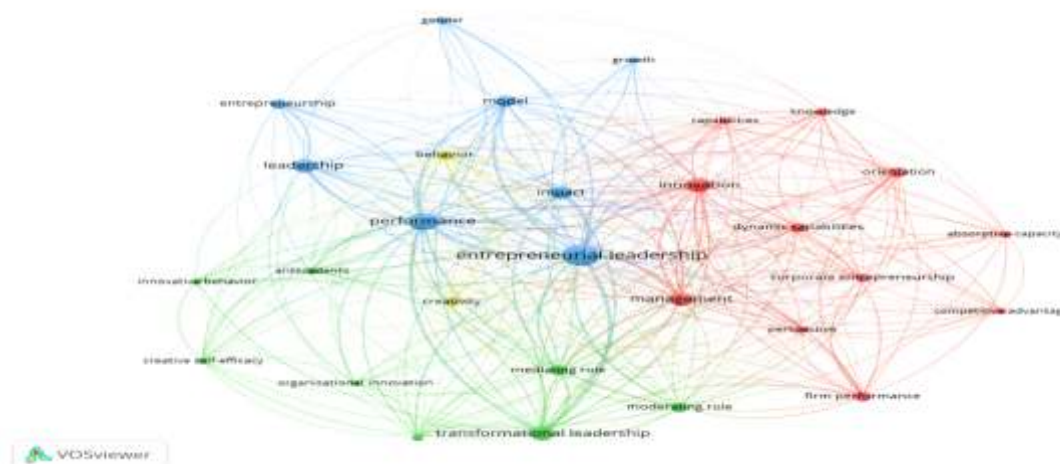 gender
growth
entrepreneurship
model
capabilities
knowledge
behavior
leadership
impact
innovation
orientation
performance
dynamic capabilities
absorptive capacity
entrepreneurial leadership
antecedents
innovative behavior
corporate entrepreneurship
creativity
management
competitive advantag
perspective
creative self-efficacy
mediating role
organizational innovation
firm performance
moderating role
transformational leadership
VOSviewer